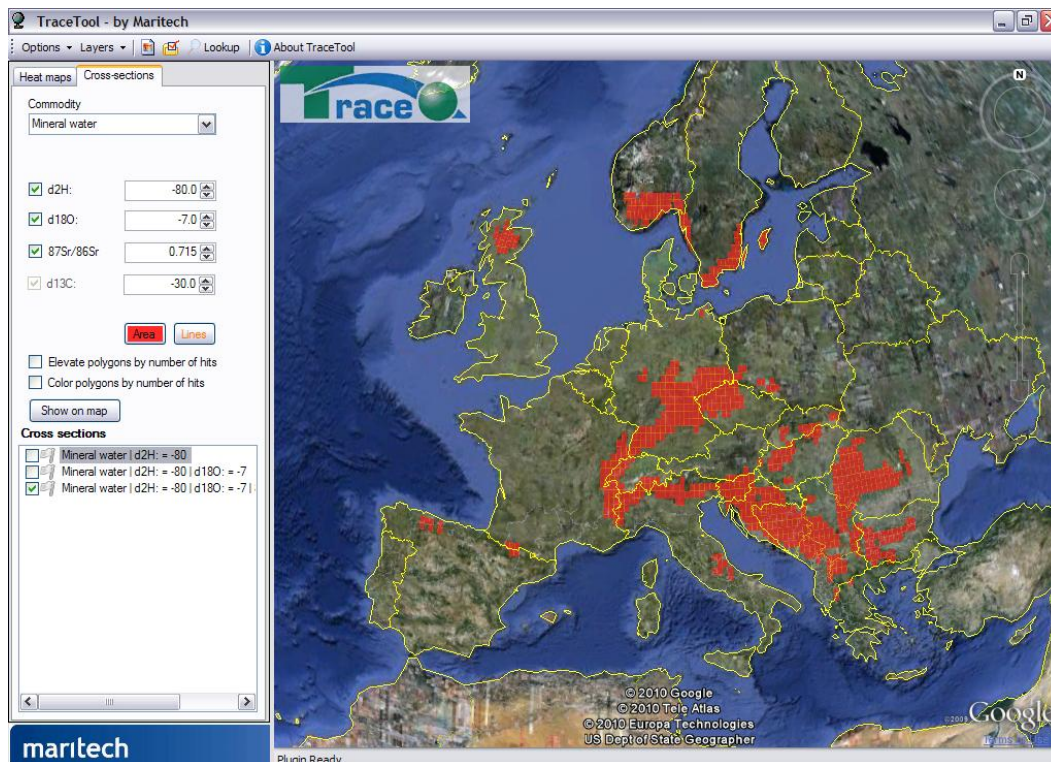 TraceTool - by Maritech
Options Layers Lookup About TraceTool
Heat maps Cross-sections
Commodity
Mineral water
d2H: -80.0
d18O: -7.0
87Sr/86Sr 0.715
d13C: -30.0
Area Lines
Elevate polygons by number of hits
Color polygons by number of hits
Show on map
Cross sections
Mineral water | d2H: = -80
Mineral water | d2H: = -80 | d18O: = -7
Mineral water | d2H: = -80 | d18O: = -7 |
maritech
Trace
N
© 2010 Google
© 2010 Tele Atlas
© 2010 Europa Technologies
US Dept of State Geographer
©2009 Google
Plugin Ready